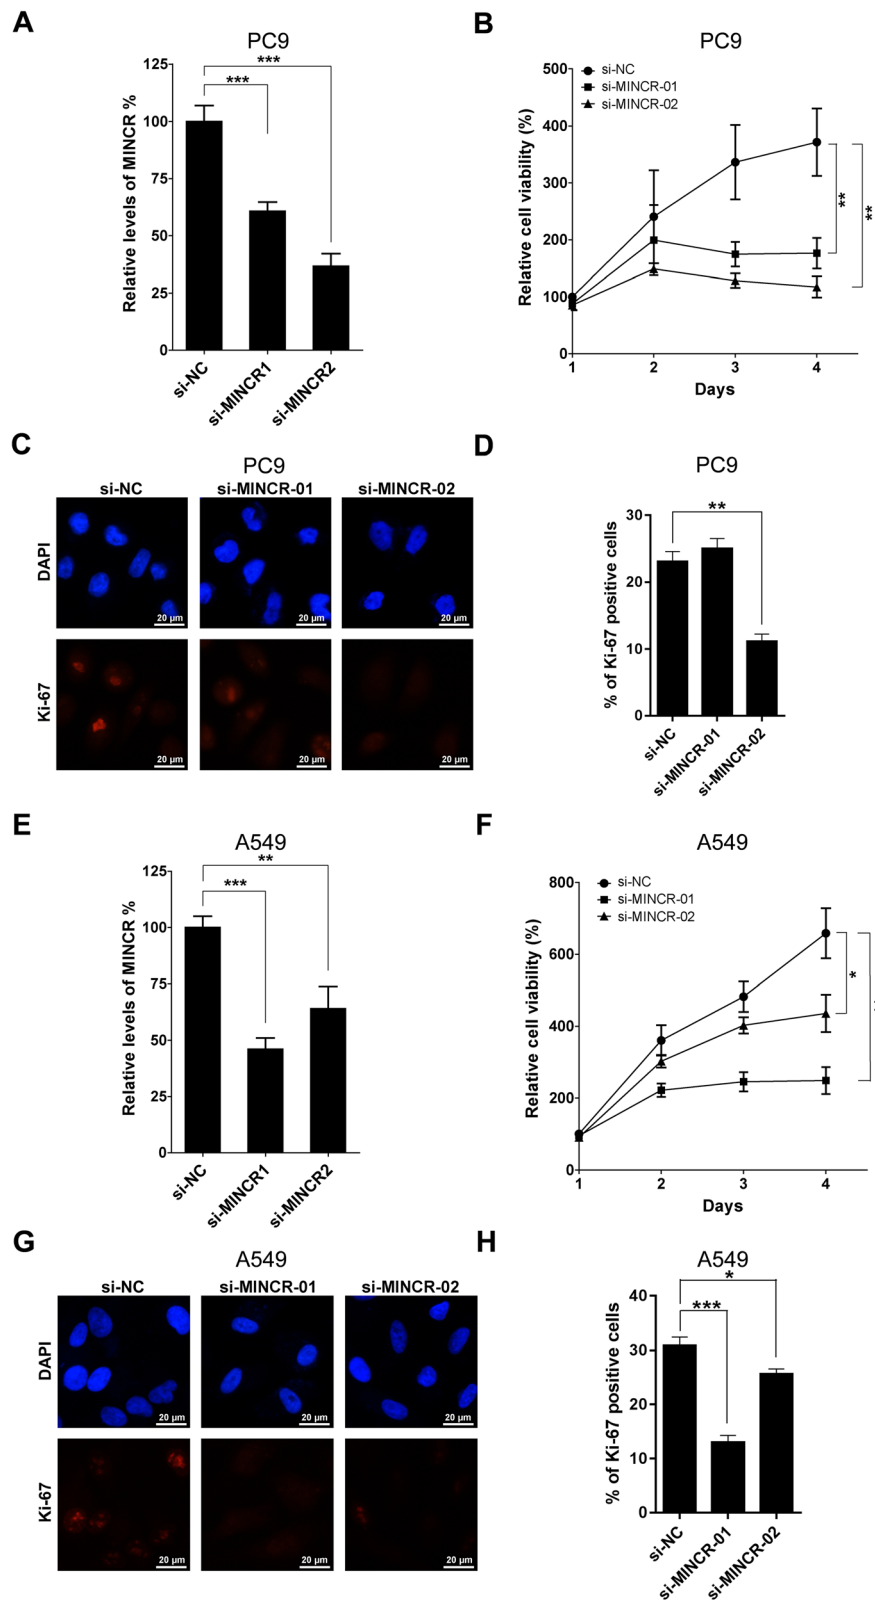 A
PC9
Relative levels of MINCR %
125
100
75
50
25
0
***
***
si-NC
si-MINCR1
si-MINCR2
B
PC9
Relative cell viability (%)
500
400
300
200
100
0
si-NC
si-MINCR-01
si-MINCR-02
**
**
1 2 3 4
Days
C
PC9
si-NC si-MINCR-01 si-MINCR-02
DAPI
20 µm 20 µm 20 µm
Ki-67
20 µm 20 µm 20 µm
D
PC9
% of Ki-67 positive cells
30
20
10
0
**
si-NC
si-MINCR-01
si-MINCR-02
E
A549
Relative levels of MINCR %
125
100
75
50
25
0
**
***
si-NC
si-MINCR1
si-MINCR2
F
A549
Relative cell viability (%)
800
600
400
200
0
si-NC
si-MINCR-01
si-MINCR-02
*
1 2 3 4
Days
G
A549
si-NC si-MINCR-01 si-MINCR-02
DAPI
20 µm 20 µm 20 µm
Ki-67
20 µm 20 µm 20 µm
H
A549
% of Ki-67 positive cells
40
30
20
10
0
*
***
si-NC
si-MINCR-01
si-MINCR-02